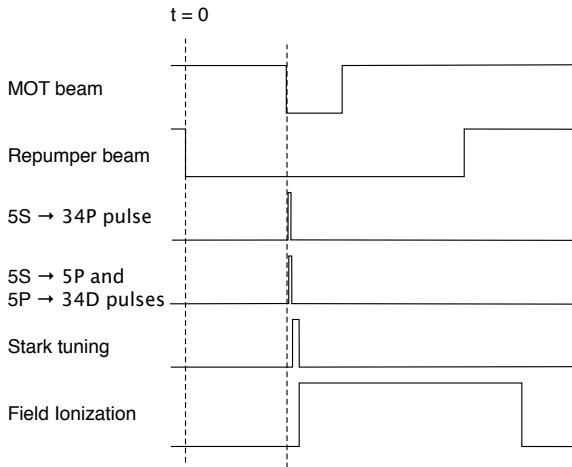 t = 0
MOT beam
Repumper beam
5S → 34P pulse
5S → 5P and
5P → 34D pulses
Stark tuning
Field Ionization